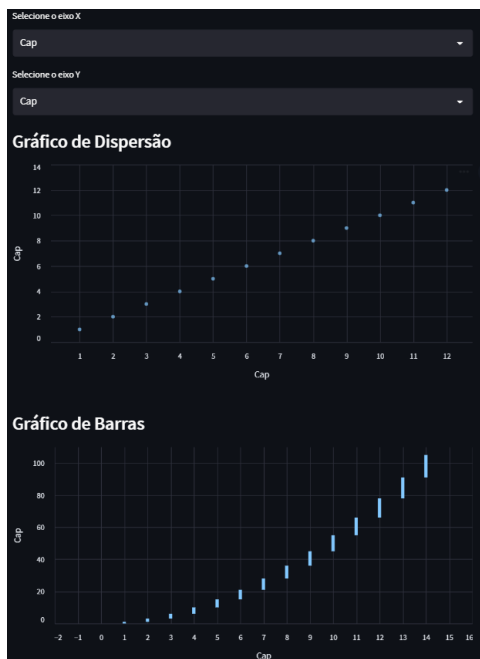 Selecione o eixo X
Cap
Selecione o eixo Y
Cap
Gráfico de Dispersão
14
12
10
8
6
4
2
0
Cap
1 2 3 4 5 6 7 8 9 10 11 12
Cap
Gráfico de Barras
100
80
60
40
20
0
Cap
−2 −1 0 1 2 3 4 5 6 7 8 9 10 11 12 13 14 15 16
Cap